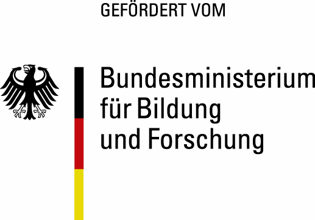 GEFÖRDERT VOM
Bundesministerium
für Bildung
und Forschung